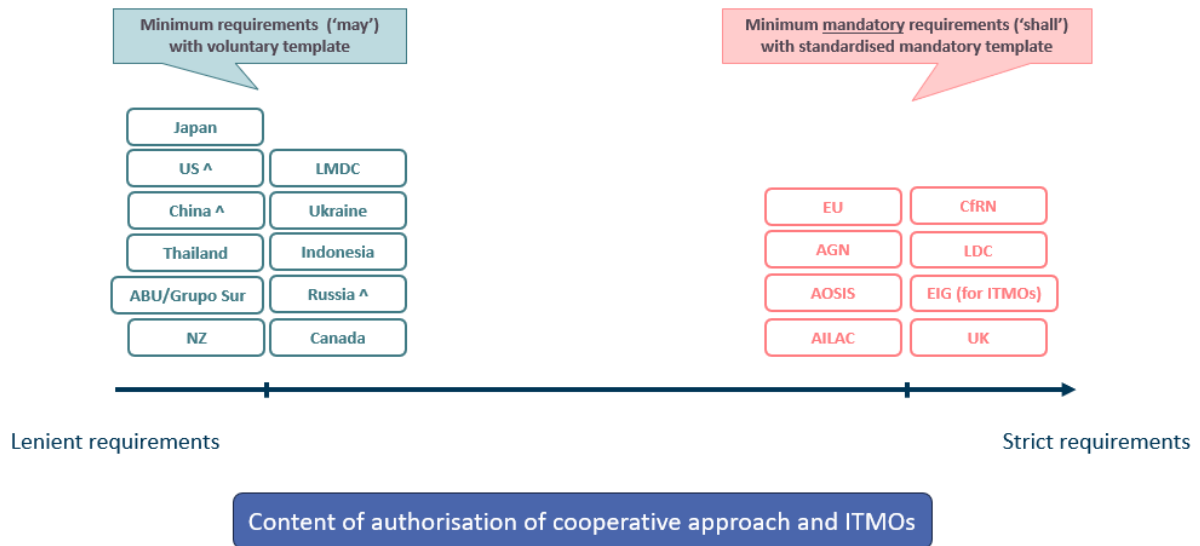 Minimum requirements ('may')
with voluntary template
Minimum mandatory requirements ('shall')
with standardised mandatory template
Japan
US ^
LMDC
China ^
Ukraine
Thailand
Indonesia
ABU/Grupo Sur
Russia ^
NZ
Canada
EU
CfRN
AGN
LDC
AOSIS
EIG (for ITMOs)
AILAC
UK
Lenient requirements
Strict requirements
Content of authorisation of cooperative approach and ITMOs